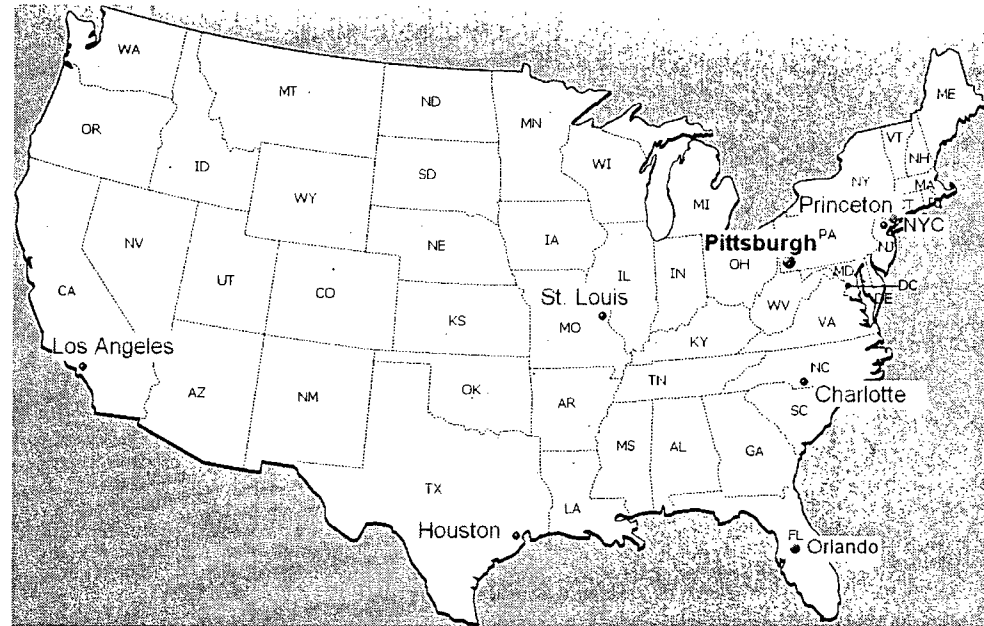 WA
MT
ND
MN
ME
OR
ID
SD
WI
VT
NH
NY
MA
WY
MI
Princeton
NYC
NV
NE
IA
Pittsburgh
PA
NJ
UT
CO
IL
IN
OH
MD
DC
DE
CA
KS
St. Louis
MO
WV
VA
KY
Los Angeles
NC
TN
AZ
NM
OK
AR
Charlotte
SC
MS
AL
GA
TX
LA
Houston
FL
Orlando